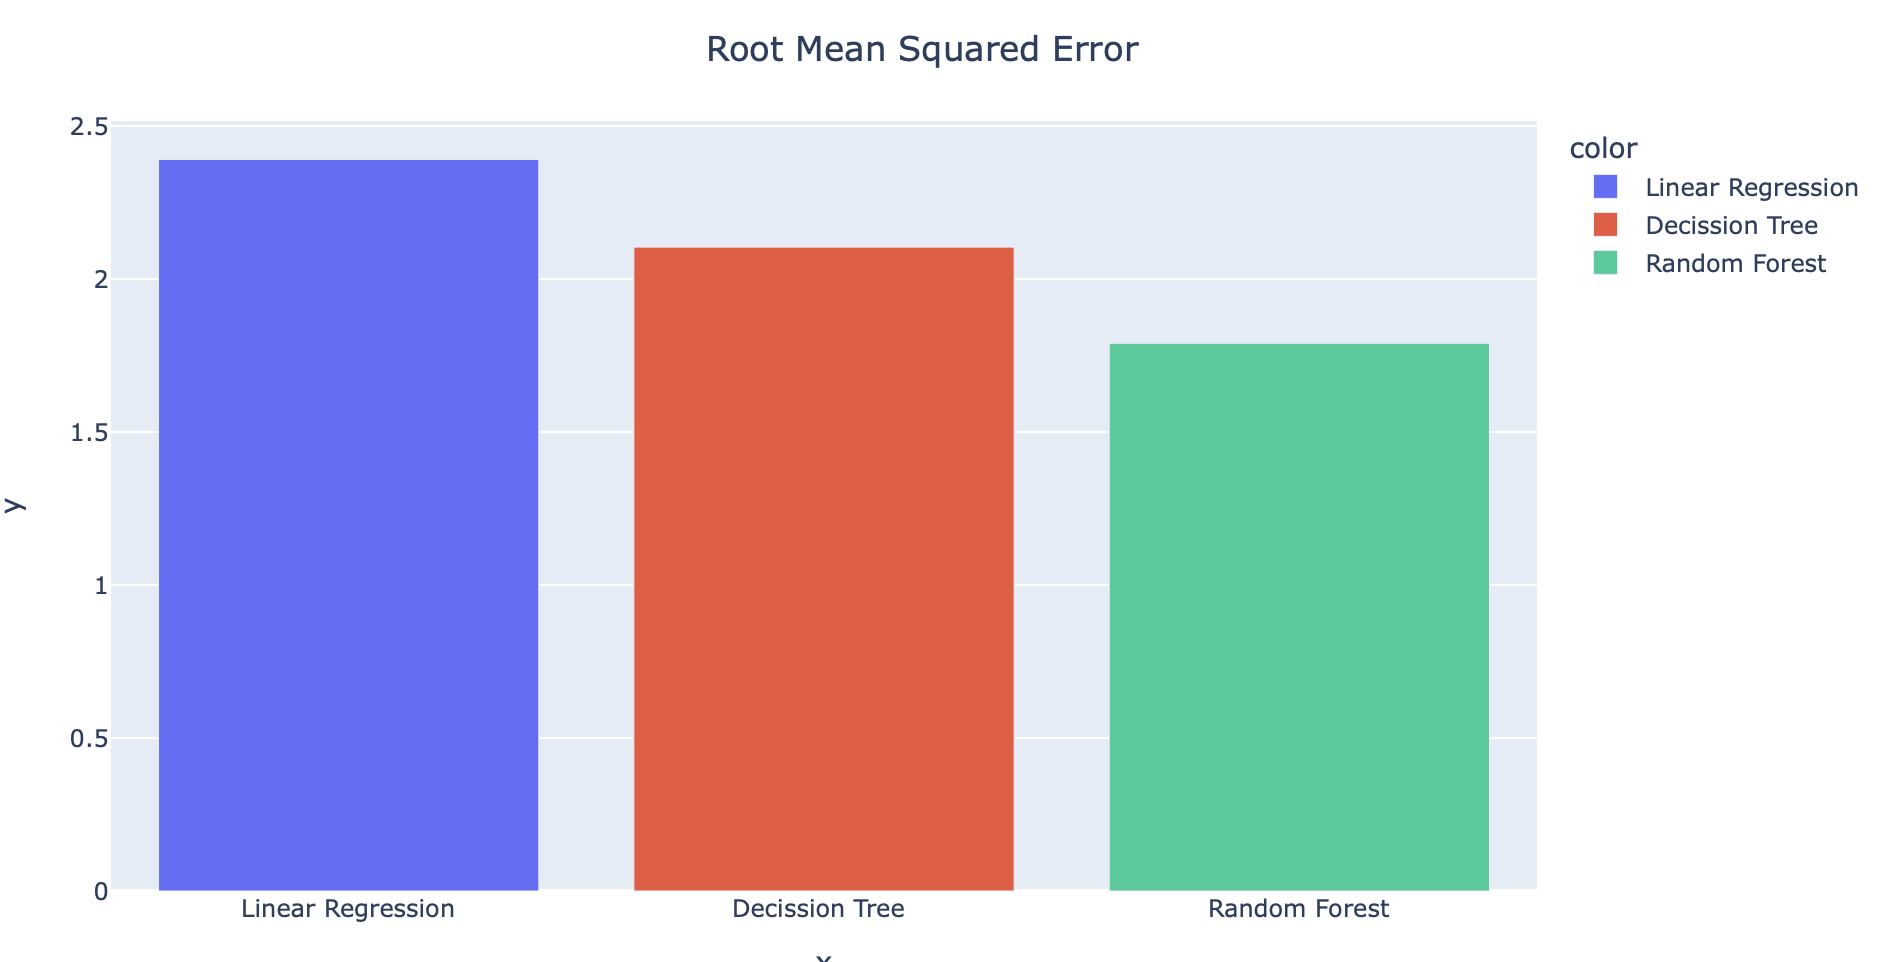 Root Mean Squared Error
2.5
2
1.5
1
0.5
0
y
Linear Regression
Decission Tree
Random Forest
x
color
Linear Regression
Decission Tree
Random Forest